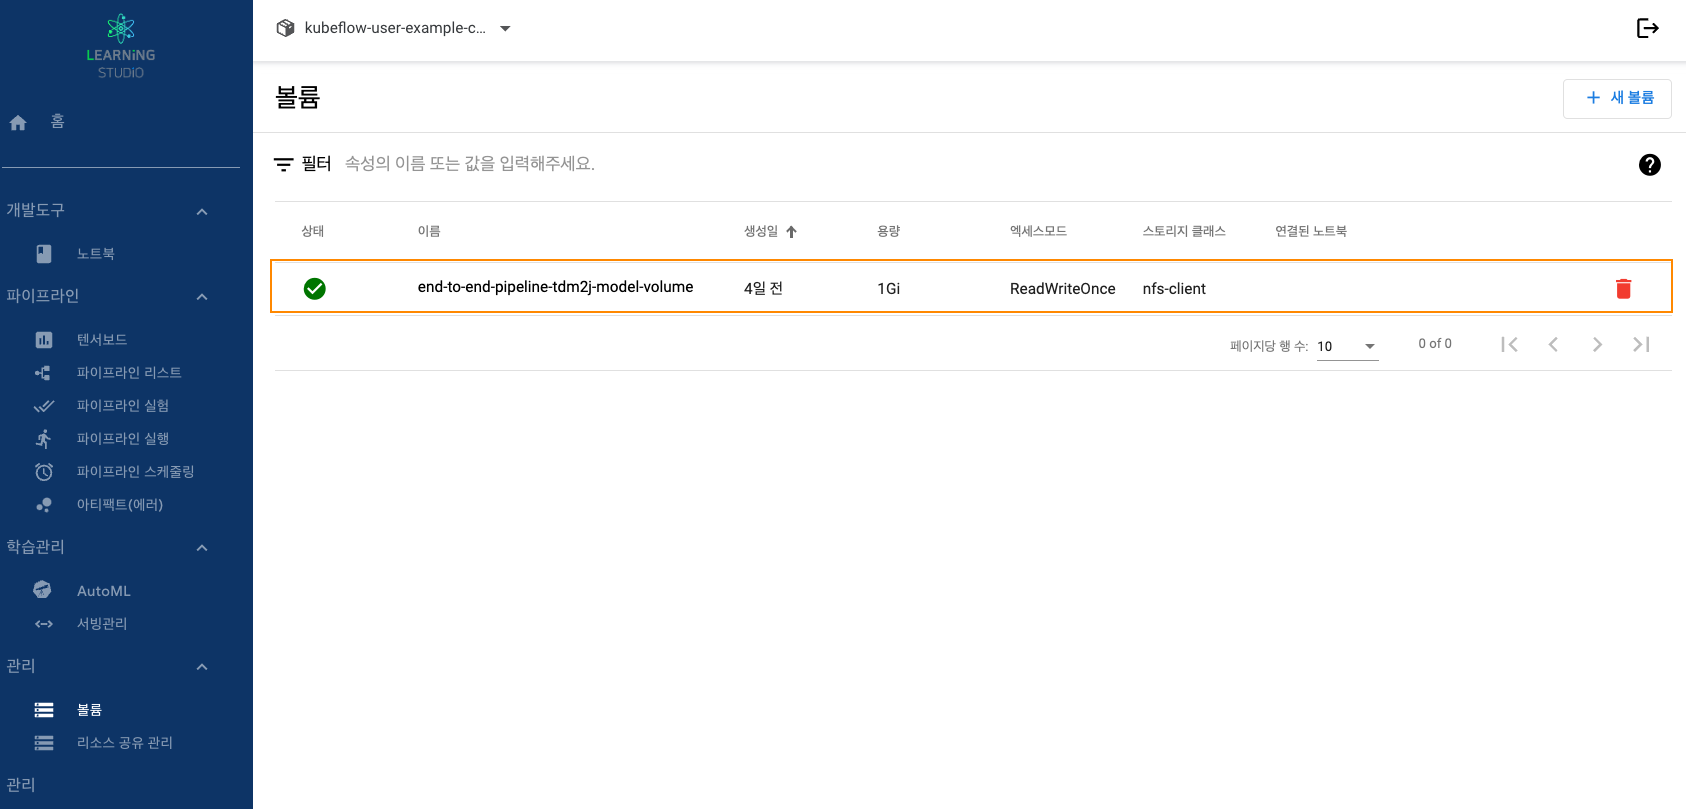 LEARNiNG
STUDiO
홈
개발도구
노트북
파이프라인
텐서보드
파이프라인 리스트
파이프라인 실험
파이프라인 실행
파이프라인 스케줄링
아티팩트(에러)
학습관리
AutoML
서빙관리
관리
볼륨
리소스 공유 관리
관리
kubeflow-user-example-c...
볼륨
새 볼륨
필터 속성의 이름 또는 값을 입력해주세요.
상태 이름 생성일 용량 엑세스모드 스토리지 클래스 연결된 노트북
end-to-end-pipeline-tdm2j-model-volume 4일 전 1Gi ReadWriteOnce nfs-client
페이지당 행 수: 10 0 of 0